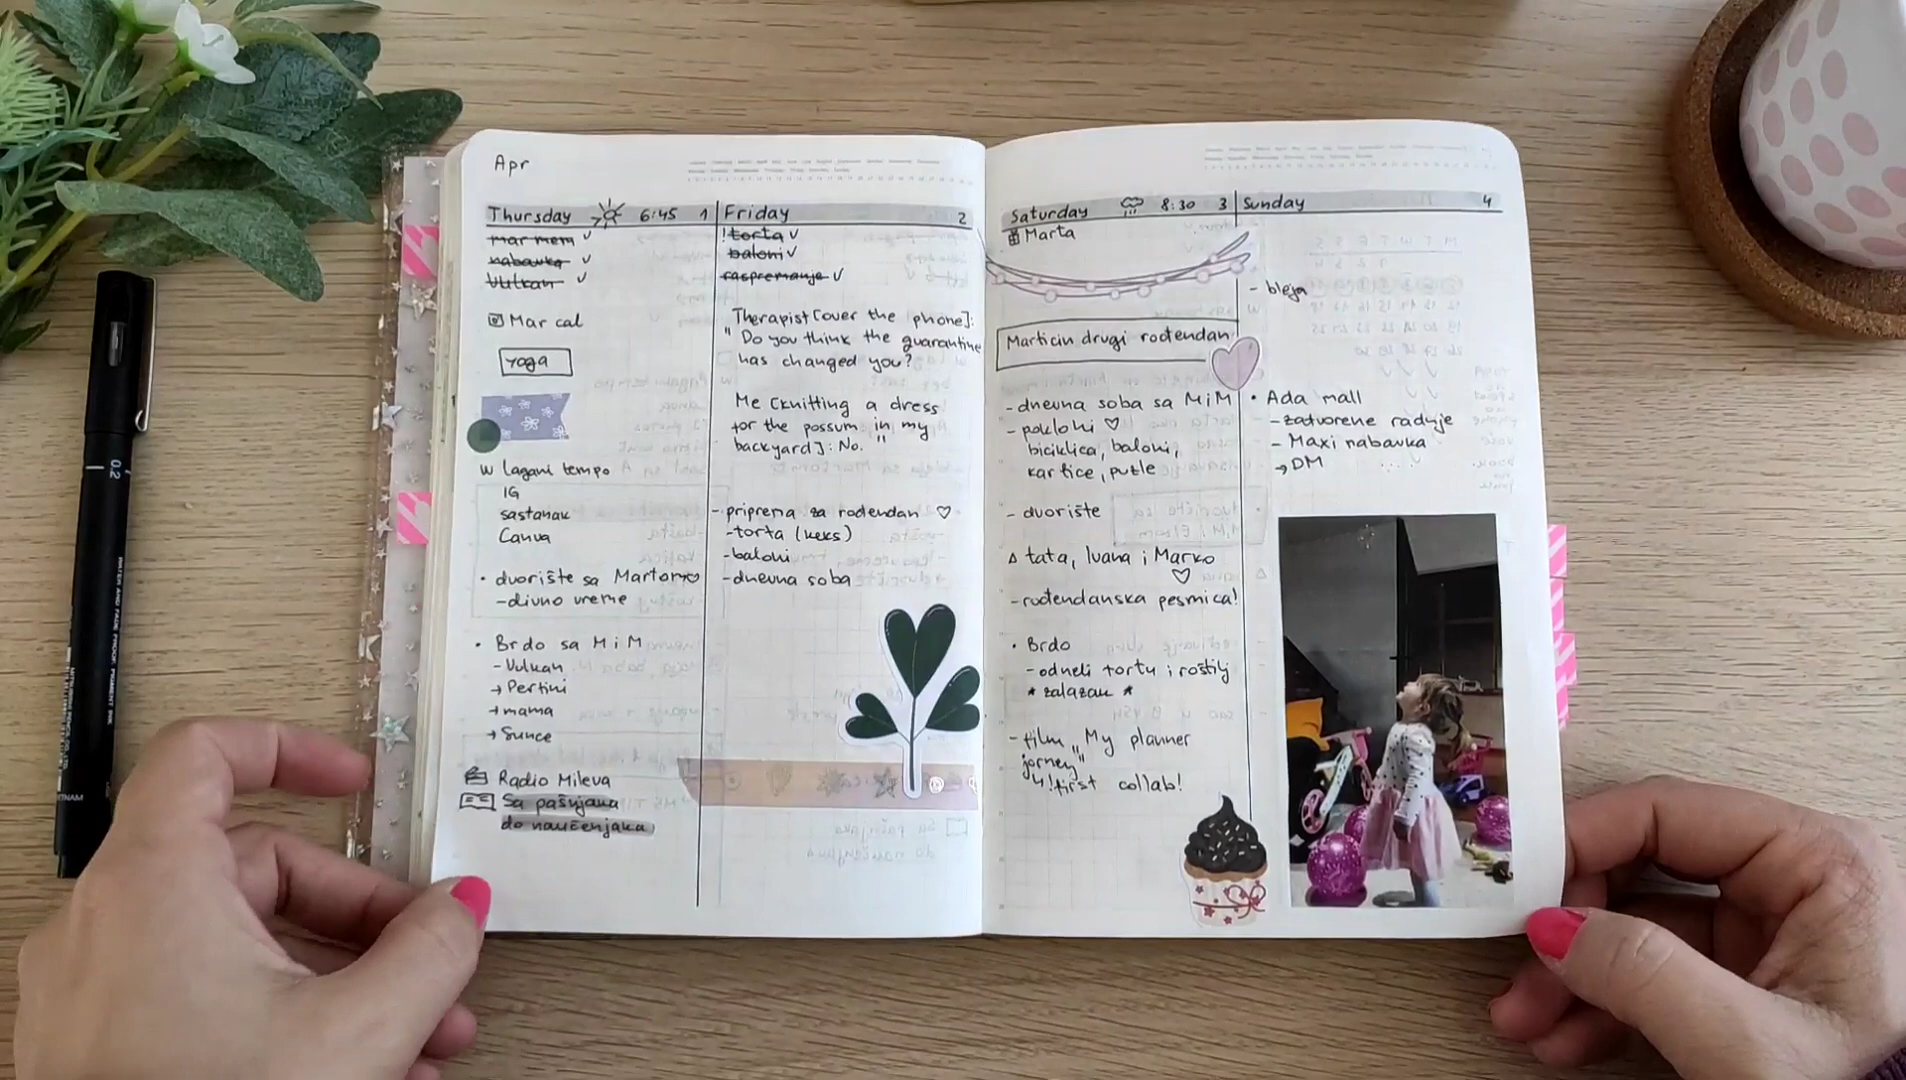 Apr
Thursday 6:45 1
mar mem ✓
nabavka ✓
Vulkan ✓
Mar cal
yoga
w lagani tempo
IG
sastanak
Canva
• dvorište sa Martom
- divno vreme
• Brdo sa MiM
- Vulkan
→ Pertini
→ mama
→ Sunce
Radio Mileva
Sa pašnjaka
do naučenjaka
Friday 2
! torta ✓
baloni ✓
raspremanje ✓
Therapist [over the phone]:
" Do you think the quarantine
has changed you?
Me [knitting a dress
for the possum in my
backyard]: No. "
- priprema za rođendan ♡
- torta (keks)
- baloni
- dnevna soba
Saturday 8:30 3
Marta
Marticin drugi rođendan
- dnevna soba sa MiM
- pokloni ♡
biciklica, baloni,
kartice, puzle
- dvorište
Δ tata, Ivana i Marko
♡
- rođendanska pesmica!
• Brdo
- odneli tortu i roštilj
* zalazak *
- film "My planner
jorney"
↳ ! first collab!
Sunday 4
- bleja
• Ada mall
- zatvorene radnje
- Maxi nabavka
→ DM
0.2